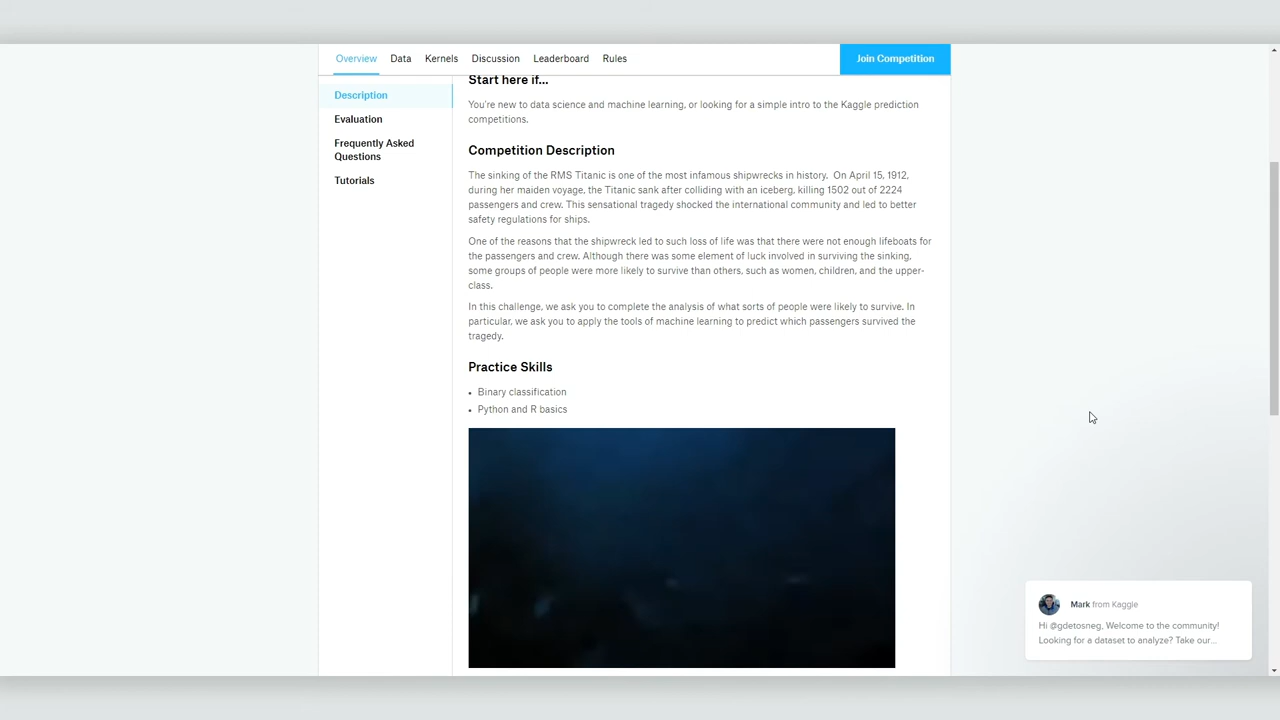 Overview Data Kernels Discussion Leaderboard Rules Join Competition
Description
Evaluation
Frequently Asked
Questions
Tutorials
Start here if...
You're new to data science and machine learning, or looking for a simple intro to the Kaggle prediction
competitions.
Competition Description
The sinking of the RMS Titanic is one of the most infamous shipwrecks in history. On April 15, 1912,
during her maiden voyage, the Titanic sank after colliding with an iceberg, killing 1502 out of 2224
passengers and crew. This sensational tragedy shocked the international community and led to better
safety regulations for ships.
One of the reasons that the shipwreck led to such loss of life was that there were not enough lifeboats for
the passengers and crew. Although there was some element of luck involved in surviving the sinking,
some groups of people were more likely to survive than others, such as women, children, and the upper-
class.
In this challenge, we ask you to complete the analysis of what sorts of people were likely to survive. In
particular, we ask you to apply the tools of machine learning to predict which passengers survived the
tragedy.
Practice Skills
• Binary classification
• Python and R basics
Mark from Kaggle
Hi @gdetosneg, Welcome to the community!
Looking for a dataset to analyze? Take our...